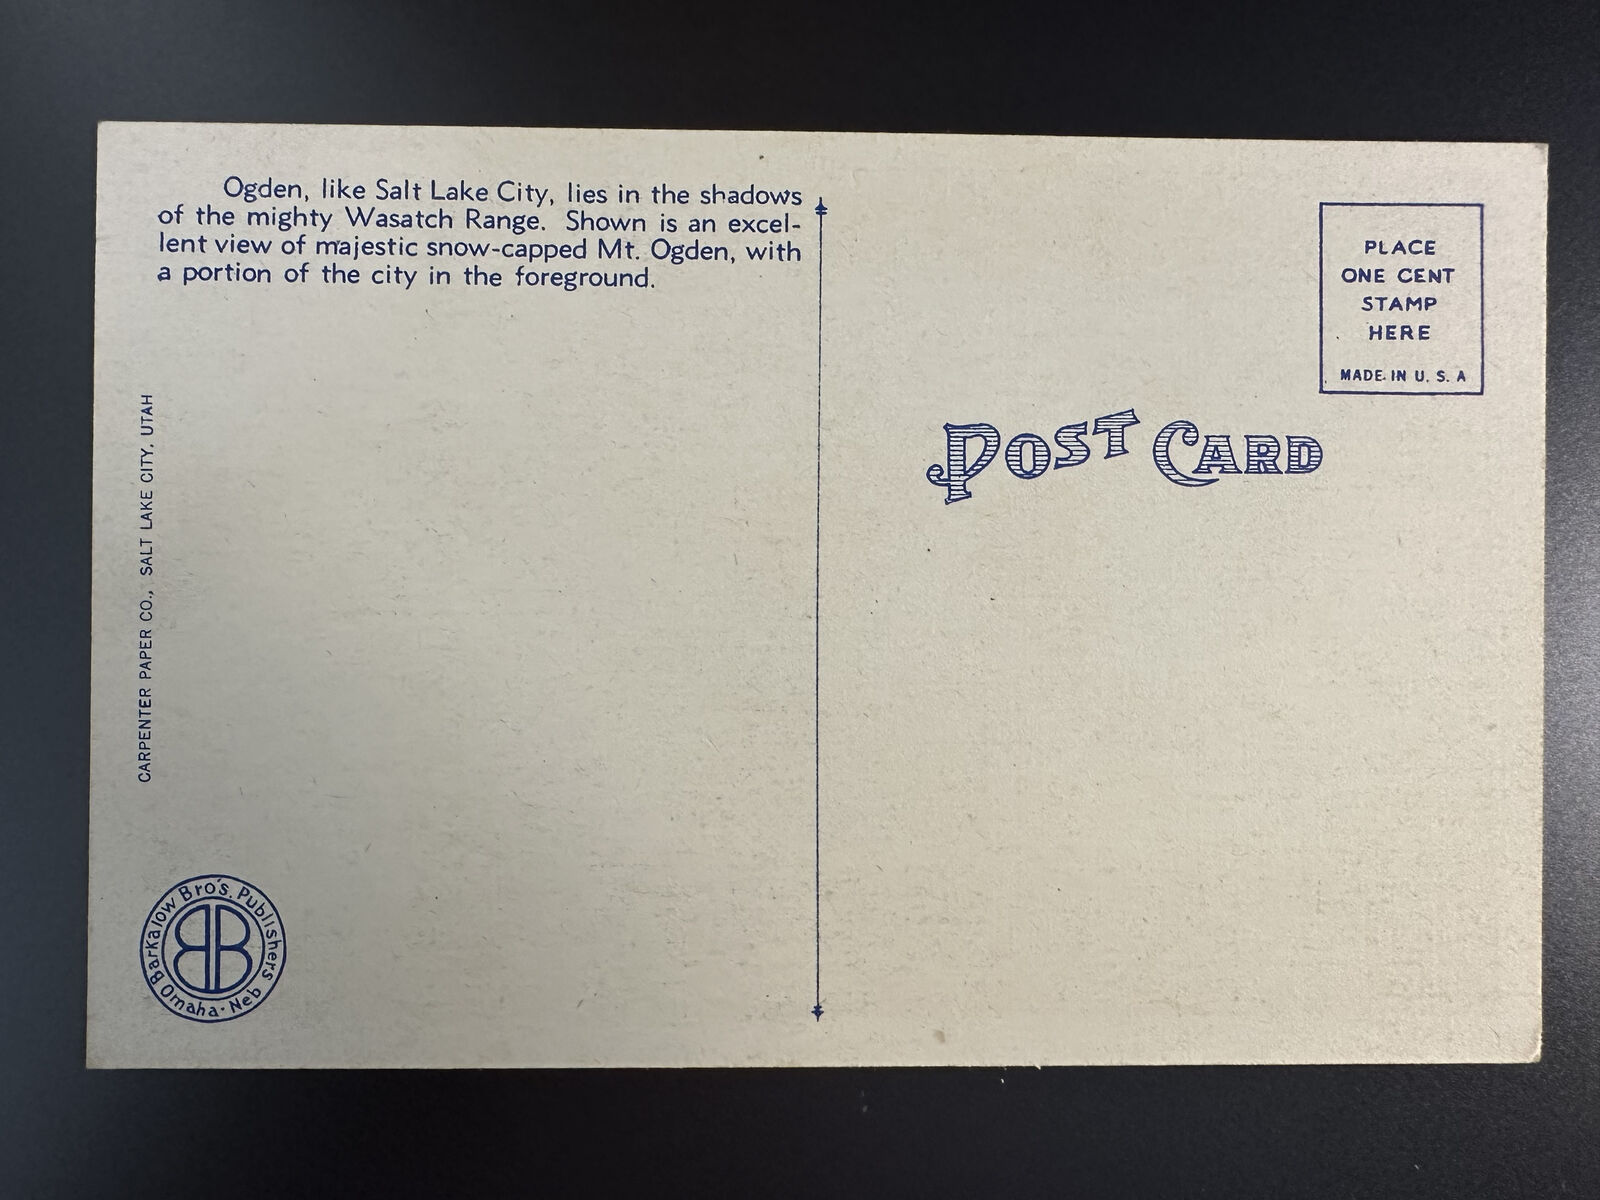 Ogden, like Salt Lake City, lies in the shadows
of the mighty Wasatch Range. Shown is an excel-
lent view of majestic snow-capped Mt. Ogden, with
a portion of the city in the foreground.
PLACE
ONE CENT
STAMP
HERE
MADE IN U. S. A
POST CARD
CARPENTER PAPER CO., SALT LAKE CITY, UTAH
Barkalow Bro's. Publishers
BB
Omaha-Neb